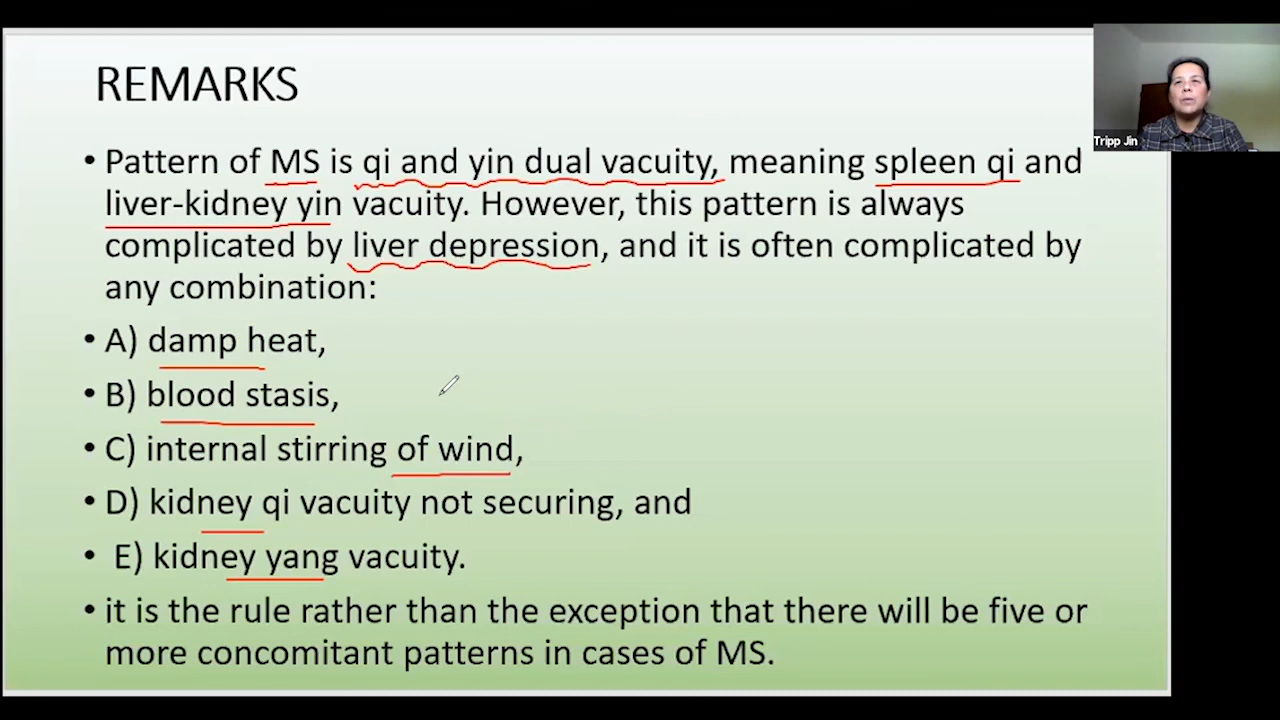 REMARKS
• Pattern of MS is qi and yin dual vacuity, meaning spleen qi and
liver-kidney yin vacuity. However, this pattern is always
complicated by liver depression, and it is often complicated by
any combination:
• A) damp heat,
• B) blood stasis,
• C) internal stirring of wind,
• D) kidney qi vacuity not securing, and
• E) kidney yang vacuity.
• it is the rule rather than the exception that there will be five or
more concomitant patterns in cases of MS.
Tripp Jin